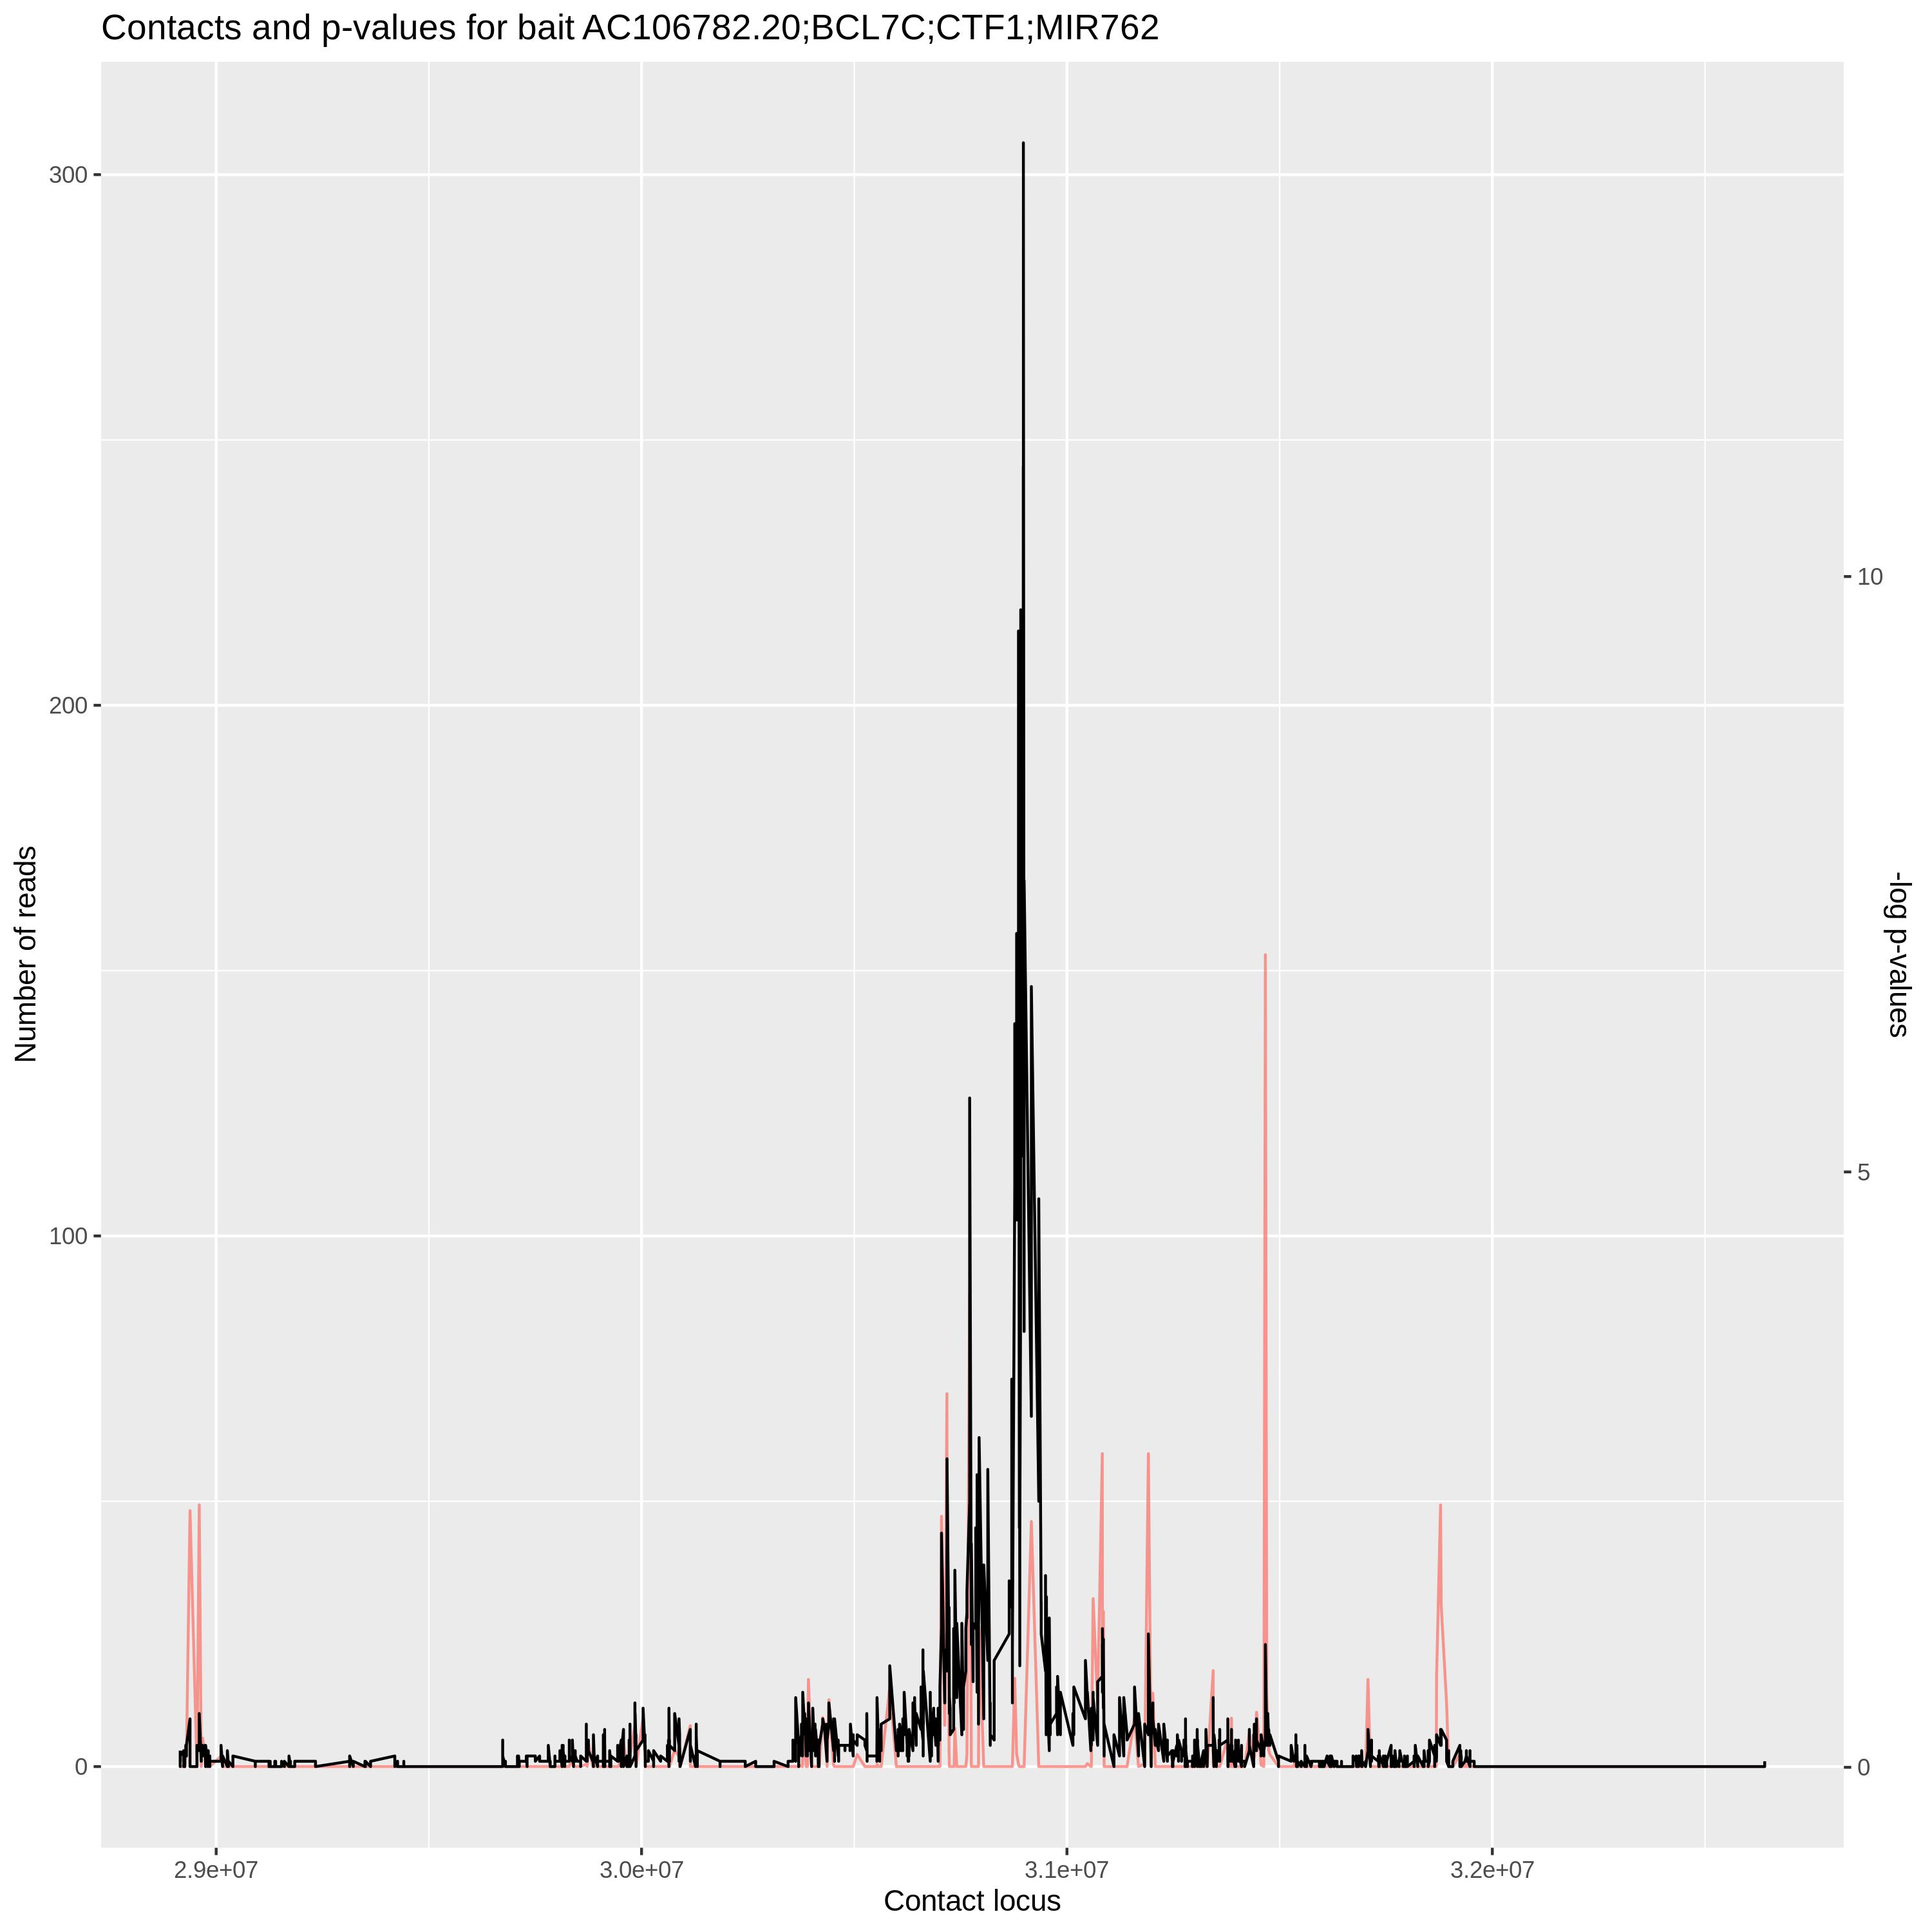 Contacts and p-values for bait AC106782.20;BCL7C;CTF1;MIR762
300
200
100
0
Number of reads
10
5
0
-log p-values
2.9e+07
3.0e+07
3.1e+07
3.2e+07
Contact locus